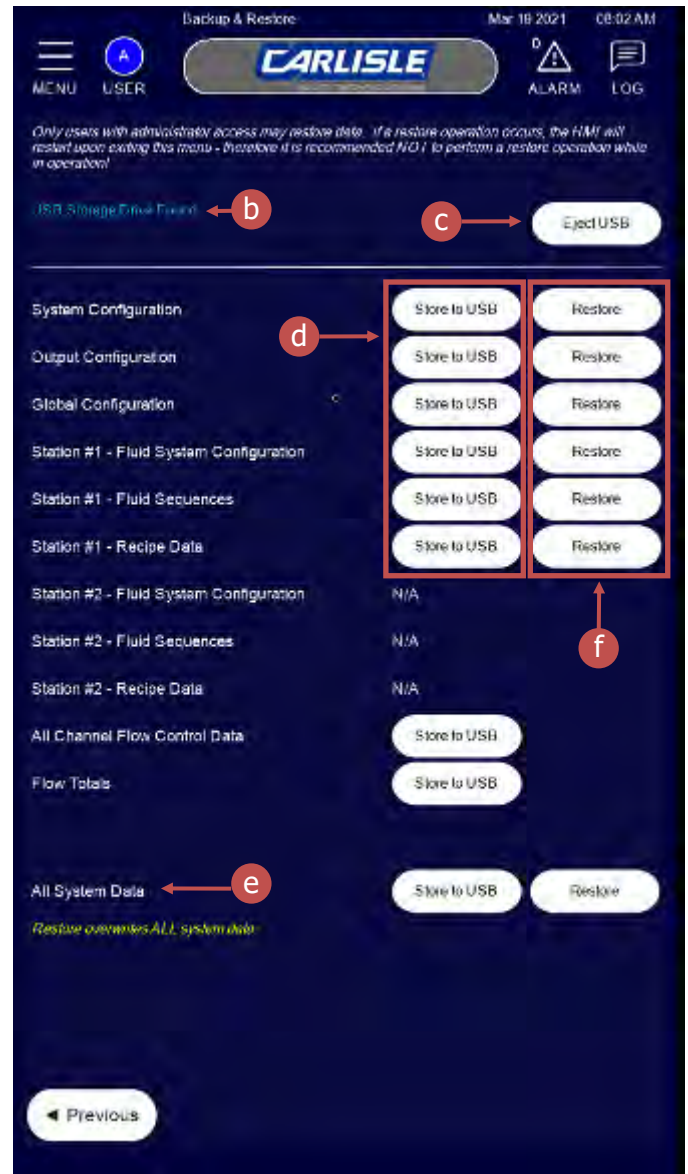 Backup & Restore Mar 18 2021 08:02 AM
A CARLISLE 0
MENU USER ALARM LOG
Only users with administrator access may restore data. If a restore operation occurs, the HMI will
restart upon exiting this menu - therefore it is recommended NOT to perform a restore operation while
in operation!
USB Storage Drive Found b c Eject USB
System Configuration Store to USB Restore
d
Output Configuration Store to USB Restore
Global Configuration c Store to USB Restore
Station #1 - Fluid System Configuration Store to USB Restore
Station #1 - Fluid Sequences Store to USB Restore
Station #1 - Recipe Data Store to USB Restore
Station #2 - Fluid System Configuration N/A
Station #2 - Fluid Sequences N/A f
Station #2 - Recipe Data N/A
All Channel Flow Control Data Store to USB
Flow Totals Store to USB
All System Data e Store to USB Restore
Restore overwrites ALL system data
◄ Previous